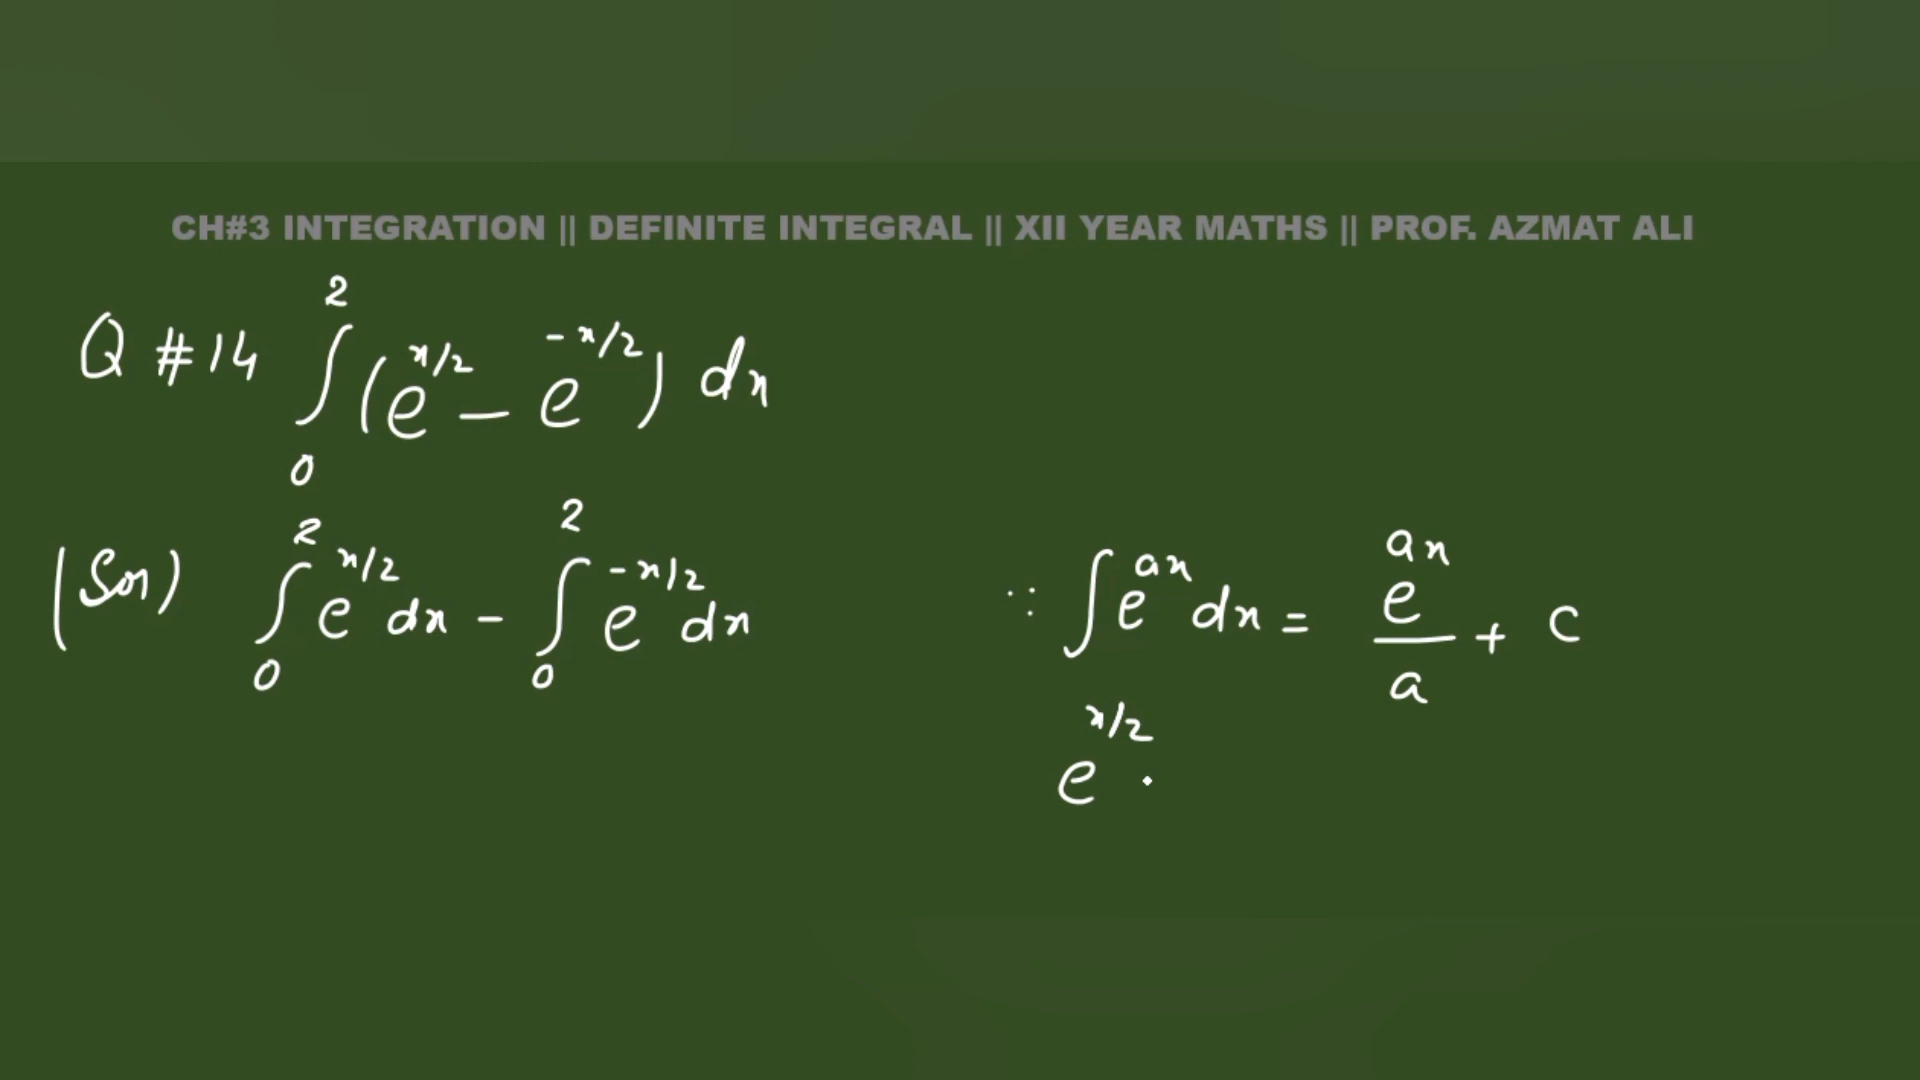 CH#3 INTEGRATION || DEFINITE INTEGRAL || XII YEAR MATHS || PROF. AZMAT ALI
Q #14 ∫₀² (e^{x/2} − e^{-x/2}) dx
(Sol) ∫₀² e^{x/2} dx − ∫₀² e^{-x/2} dx
∵ ∫ e^{ax} dx = e^{ax}/a + c
e^{x/2} ·